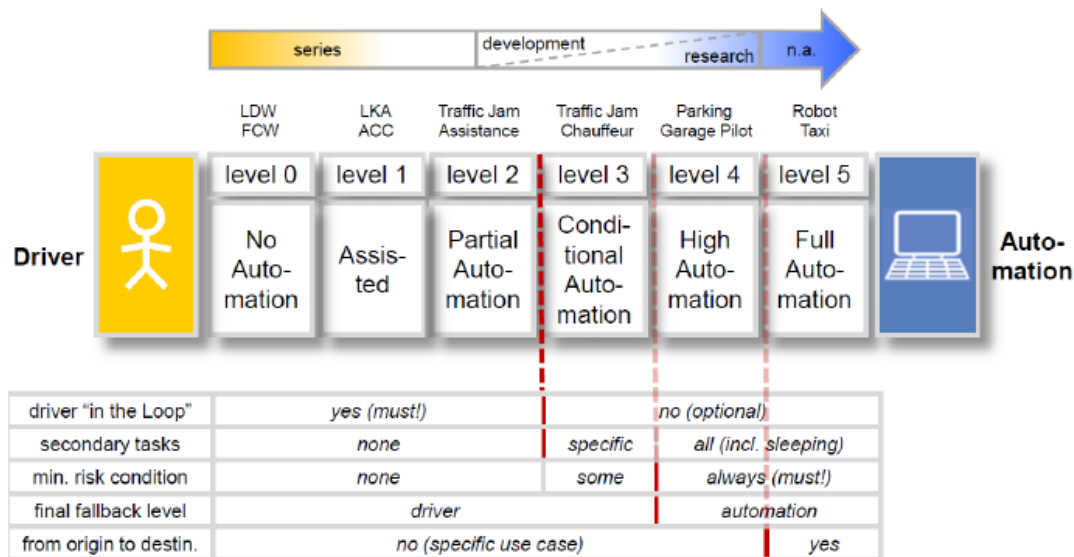 series
development
research
n.a.
LDW
FCW
LKA
ACC
Traffic Jam
Assistance
Traffic Jam
Chauffeur
Parking
Garage Pilot
Robot
Taxi
level 0
level 1
level 2
level 3
level 4
level 5
Driver
No
Auto-
mation
Assis-
ted
Partial
Auto-
mation
Condi-
tional
Auto-
mation
High
Auto-
mation
Full
Auto-
mation
Auto-
mation
driver "in the Loop"
yes (must!)
no (optional)
secondary tasks
none
specific
all (incl. sleeping)
min. risk condition
none
some
always (must!)
final fallback level
driver
automation
from origin to destin.
no (specific use case)
yes